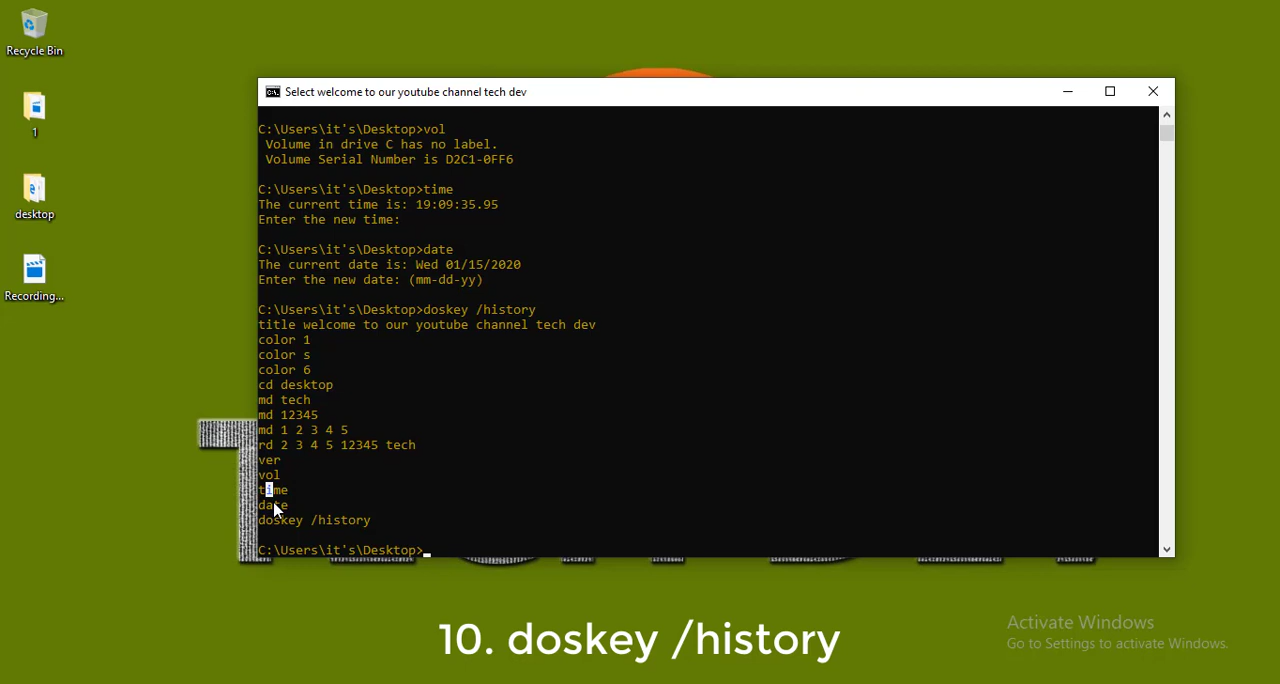 Recycle Bin
1
desktop
Recording...
Select welcome to our youtube channel tech dev
C:\Users\it's\Desktop>vol
Volume in drive C has no label.
Volume Serial Number is D2C1-0FF6
C:\Users\it's\Desktop>time
The current time is: 19:09:35.95
Enter the new time:
C:\Users\it's\Desktop>date
The current date is: Wed 01/15/2020
Enter the new date: (mm-dd-yy)
C:\Users\it's\Desktop>doskey /history
title welcome to our youtube channel tech dev
color 1
color s
color 6
cd desktop
md tech
md 12345
md 1 2 3 4 5
rd 2 3 4 5 12345 tech
ver
vol
time
date
doskey /history
C:\Users\it's\Desktop>
10. doskey /history
Activate Windows
Go to Settings to activate Windows.